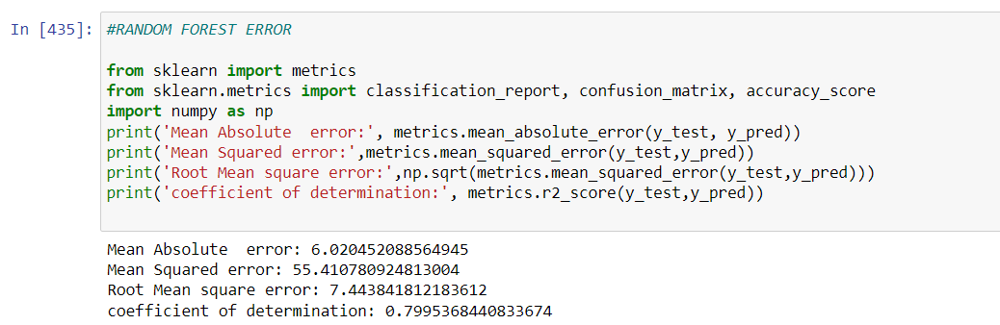 In [435]: #RANDOM FOREST ERROR
from sklearn import metrics
from sklearn.metrics import classification_report, confusion_matrix, accuracy_score
import numpy as np
print('Mean Absolute  error:', metrics.mean_absolute_error(y_test, y_pred))
print('Mean Squared error:',metrics.mean_squared_error(y_test,y_pred))
print('Root Mean square error:',np.sqrt(metrics.mean_squared_error(y_test,y_pred)))
print('coefficient of determination:', metrics.r2_score(y_test,y_pred))
Mean Absolute  error: 6.020452088564945
Mean Squared error: 55.410780924813004
Root Mean square error: 7.443841812183612
coefficient of determination: 0.7995368440833674